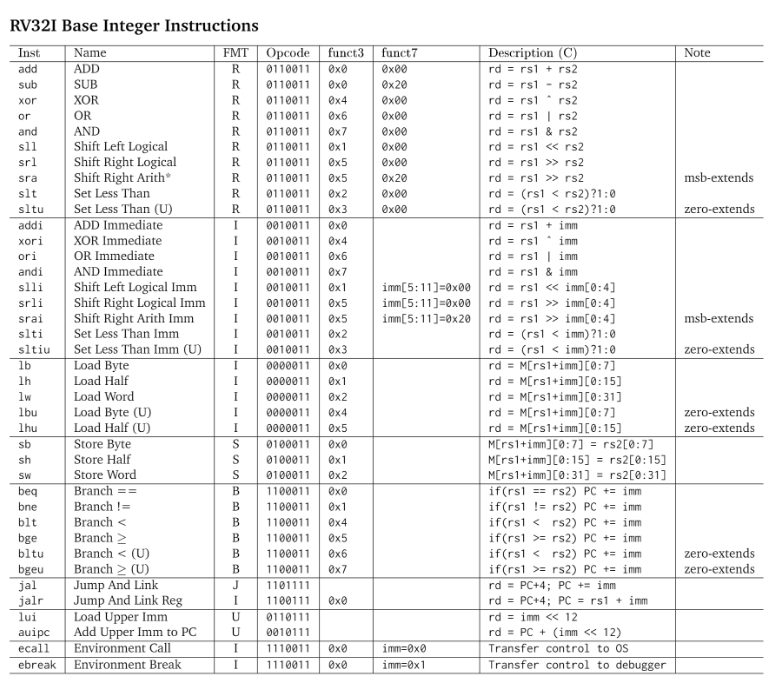 RV32I Base Integer Instructions
Inst Name FMT Opcode funct3 funct7 Description (C) Note
add ADD R 0110011 0x0 0x00 rd = rs1 + rs2
sub SUB R 0110011 0x0 0x20 rd = rs1 - rs2
xor XOR R 0110011 0x4 0x00 rd = rs1 ˆ rs2
or OR R 0110011 0x6 0x00 rd = rs1 | rs2
and AND R 0110011 0x7 0x00 rd = rs1 & rs2
sll Shift Left Logical R 0110011 0x1 0x00 rd = rs1 << rs2
srl Shift Right Logical R 0110011 0x5 0x00 rd = rs1 >> rs2
sra Shift Right Arith* R 0110011 0x5 0x20 rd = rs1 >> rs2 msb-extends
slt Set Less Than R 0110011 0x2 0x00 rd = (rs1 < rs2)?1:0
sltu Set Less Than (U) R 0110011 0x3 0x00 rd = (rs1 < rs2)?1:0 zero-extends
addi ADD Immediate I 0010011 0x0 rd = rs1 + imm
xori XOR Immediate I 0010011 0x4 rd = rs1 ˆ imm
ori OR Immediate I 0010011 0x6 rd = rs1 | imm
andi AND Immediate I 0010011 0x7 rd = rs1 & imm
slli Shift Left Logical Imm I 0010011 0x1 imm[5:11]=0x00 rd = rs1 << imm[0:4]
srli Shift Right Logical Imm I 0010011 0x5 imm[5:11]=0x00 rd = rs1 >> imm[0:4]
srai Shift Right Arith Imm I 0010011 0x5 imm[5:11]=0x20 rd = rs1 >> imm[0:4] msb-extends
slti Set Less Than Imm I 0010011 0x2 rd = (rs1 < imm)?1:0
sltiu Set Less Than Imm (U) I 0010011 0x3 rd = (rs1 < imm)?1:0 zero-extends
lb Load Byte I 0000011 0x0 rd = M[rs1+imm][0:7]
lh Load Half I 0000011 0x1 rd = M[rs1+imm][0:15]
lw Load Word I 0000011 0x2 rd = M[rs1+imm][0:31]
lbu Load Byte (U) I 0000011 0x4 rd = M[rs1+imm][0:7] zero-extends
lhu Load Half (U) I 0000011 0x5 rd = M[rs1+imm][0:15] zero-extends
sb Store Byte S 0100011 0x0 M[rs1+imm][0:7] = rs2[0:7]
sh Store Half S 0100011 0x1 M[rs1+imm][0:15] = rs2[0:15]
sw Store Word S 0100011 0x2 M[rs1+imm][0:31] = rs2[0:31]
beq Branch == B 1100011 0x0 if(rs1 == rs2) PC += imm
bne Branch != B 1100011 0x1 if(rs1 != rs2) PC += imm
blt Branch < B 1100011 0x4 if(rs1 < rs2) PC += imm
bge Branch ≥ B 1100011 0x5 if(rs1 >= rs2) PC += imm
bltu Branch < (U) B 1100011 0x6 if(rs1 < rs2) PC += imm zero-extends
bgeu Branch ≥ (U) B 1100011 0x7 if(rs1 >= rs2) PC += imm zero-extends
jal Jump And Link J 1101111 rd = PC+4; PC += imm
jalr Jump And Link Reg I 1100111 0x0 rd = PC+4; PC = rs1 + imm
lui Load Upper Imm U 0110111 rd = imm << 12
auipc Add Upper Imm to PC U 0010111 rd = PC + (imm << 12)
ecall Environment Call I 1110011 0x0 imm=0x0 Transfer control to OS
ebreak Environment Break I 1110011 0x0 imm=0x1 Transfer control to debugger